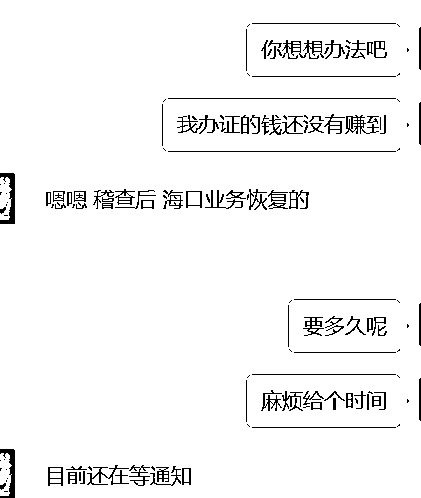 你想想办法吧
我办证的钱还没有赚到
嗯嗯 稽查后 海口业务恢复的
要多久呢
麻烦给个时间
目前还在等通知